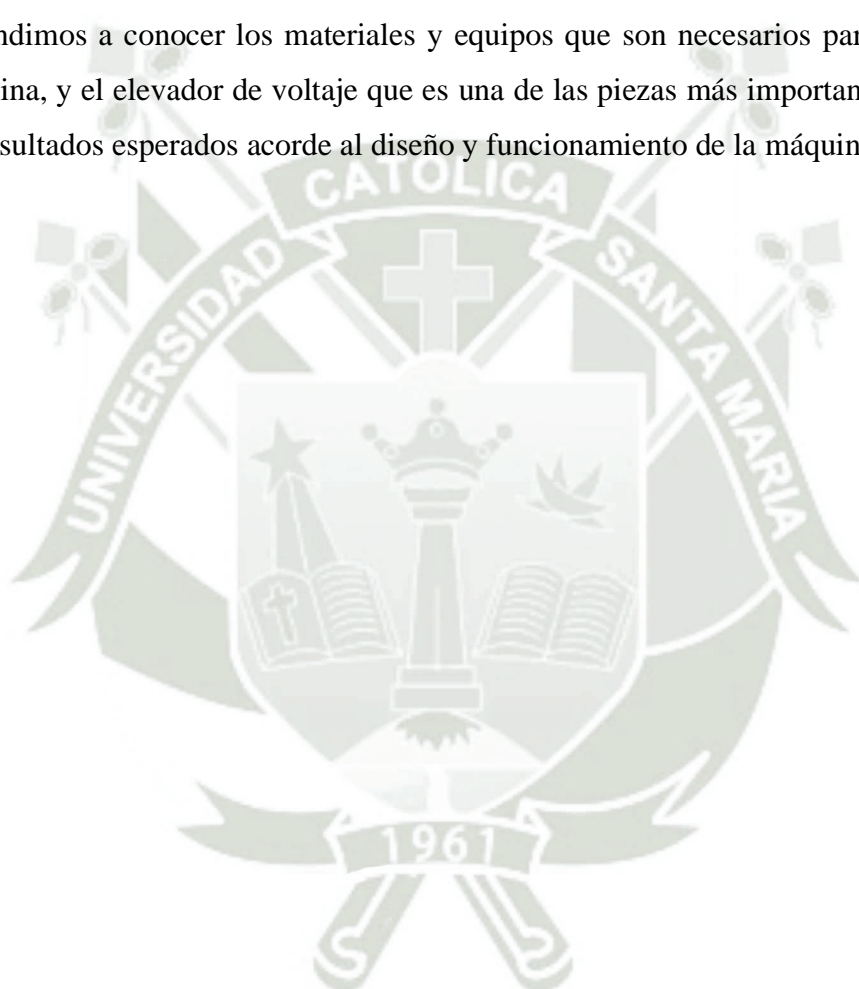 ndimos a conocer los materiales y equipos que son necesarios par
ina, y el elevador de voltaje que es una de las piezas más importan
sultados esperados acorde al diseño y funcionamiento de la máquin
CATOLICA
UNIVERSIDAD
SANTA MARIA
1961